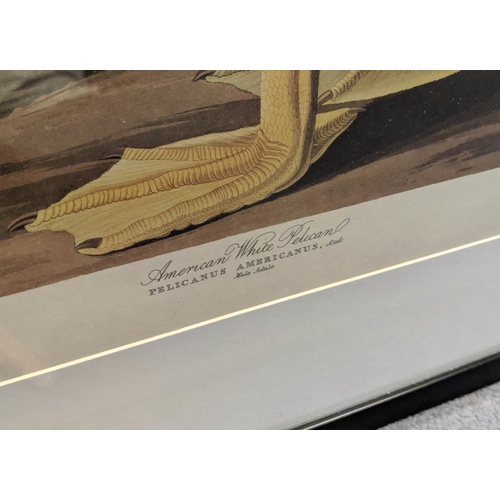 American White Pelican
PELICANUS AMERICANUS, Aud:
Male Adult